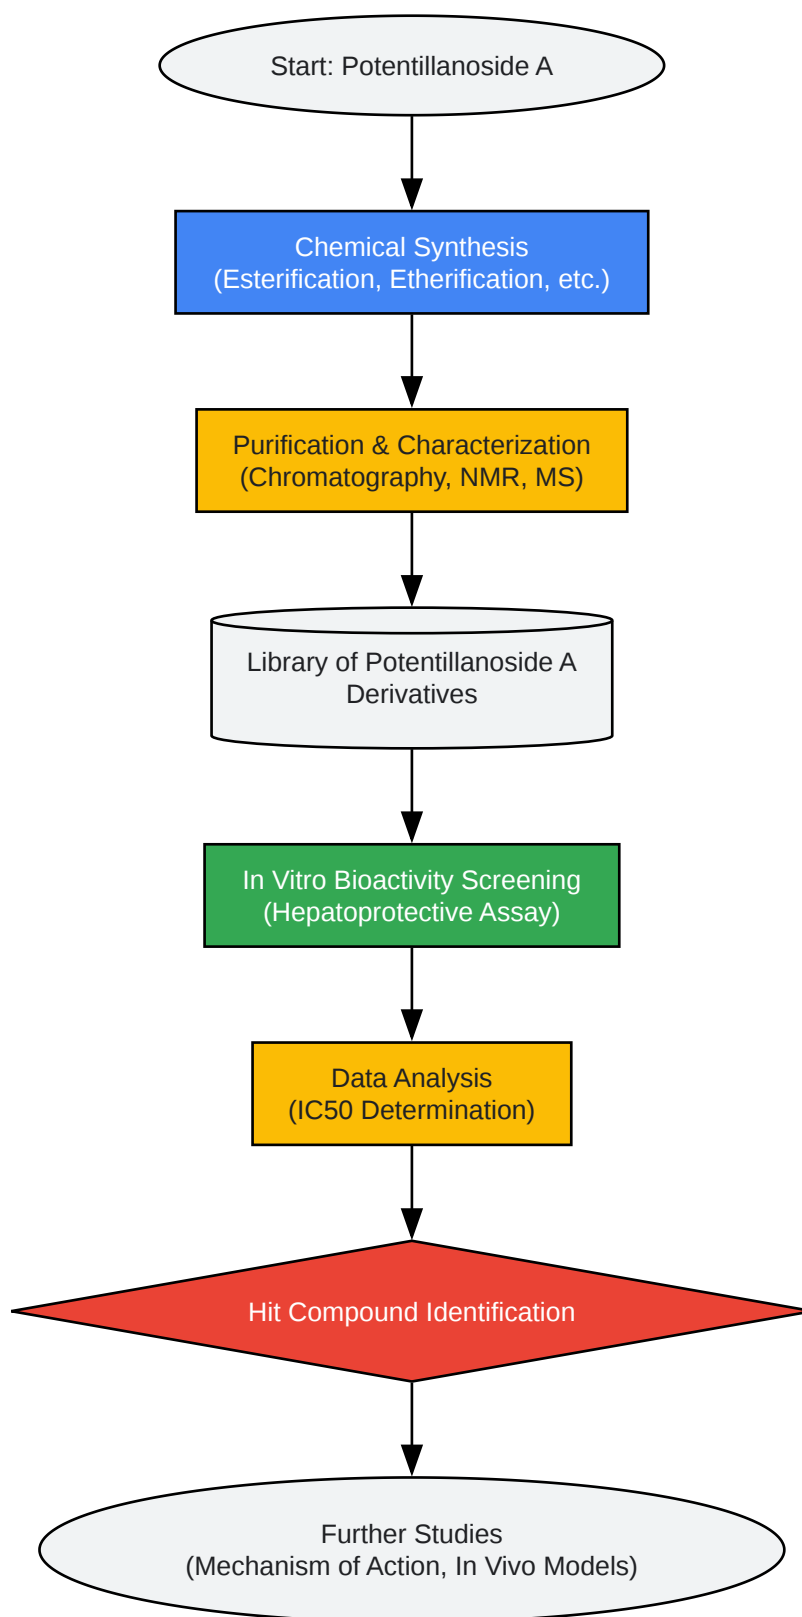 Start: Potentillanoside A
Chemical Synthesis
(Esterification, Etherification, etc.)
Purification & Characterization
(Chromatography, NMR, MS)
Library of Potentillanoside A
Derivatives
In Vitro Bioactivity Screening
(Hepatoprotective Assay)
Data Analysis
(IC50 Determination)
Hit Compound Identification
Further Studies
(Mechanism of Action, In Vivo Models)